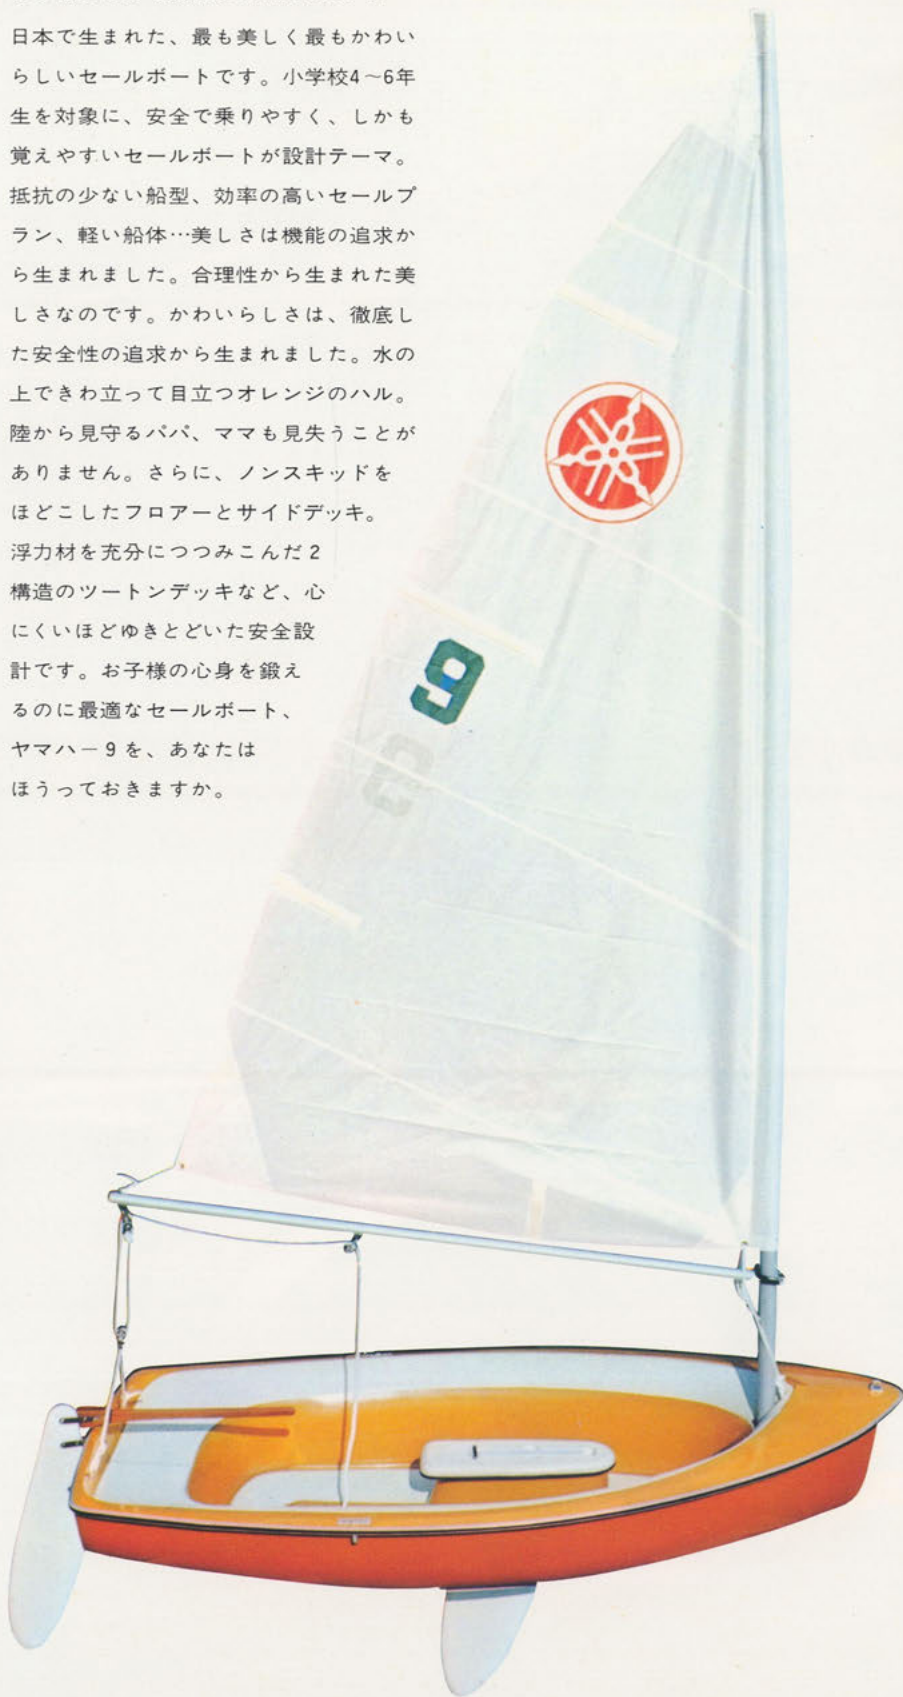 日本で生まれた、最も美しく最もかわい
らしいセールボートです。小学校4〜6年
生を対象に、安全で乗りやすく、しかも
覚えやすいセールボートが設計テーマ。
抵抗の少ない船型、効率の高いセールプ
ラン、軽い船体…美しさは機能の追求か
ら生まれました。合理性から生まれた美
しさなのです。かわいらしさは、徹底し
た安全性の追求から生まれました。水の
上できわ立って目立つオレンジのハル。
陸から見守るパパ、ママも見失うことが
ありません。さらに、ノンスキッドを
ほどこしたフロアーとサイドデッキ。
浮力材を充分につつみこんだ2
構造のツートンデッキなど、心
にくいほどゆきとどいた安全設
計です。お子様の心身を鍛え
るのに最適なセールボート、
ヤマハ－9を、あなたは
ほうっておきますか。
9